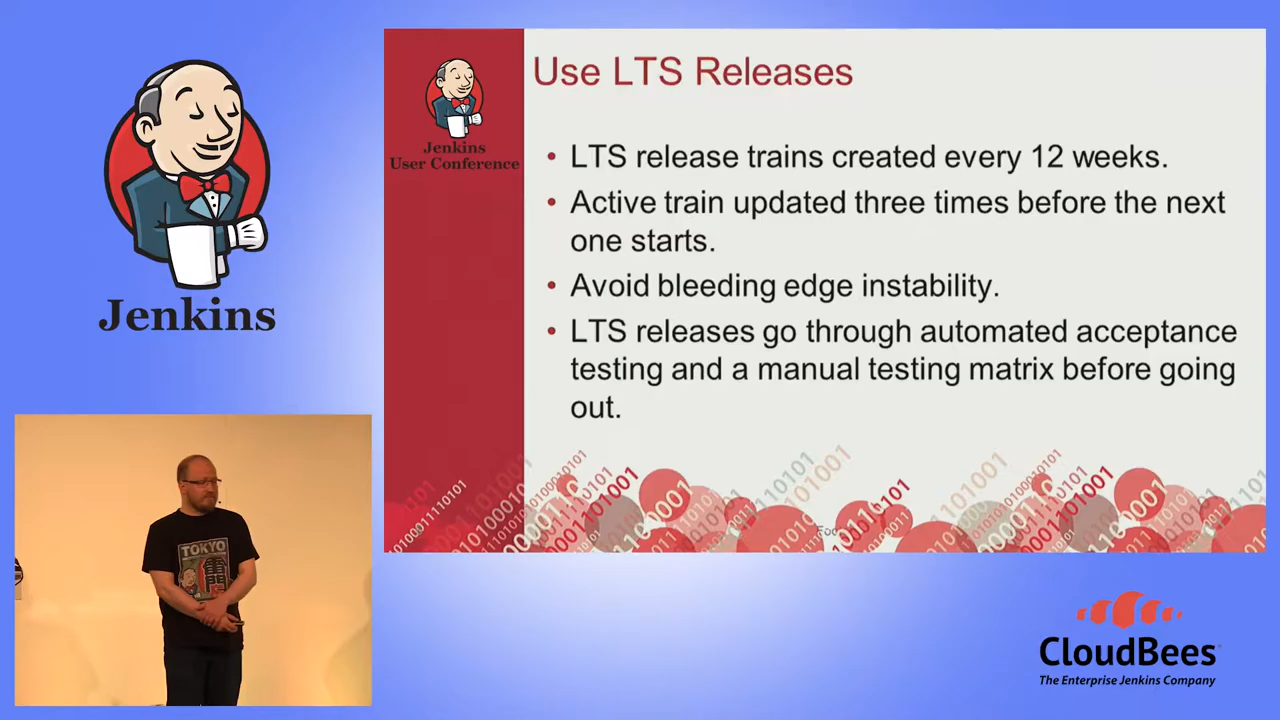 Jenkins
Jenkins
User Conference
Use LTS Releases
• LTS release trains created every 12 weeks.
• Active train updated three times before the next
one starts.
• Avoid bleeding edge instability.
• LTS releases go through automated acceptance
testing and a manual testing matrix before going
out.
TOKYO
雷門
CloudBees
The Enterprise Jenkins Company